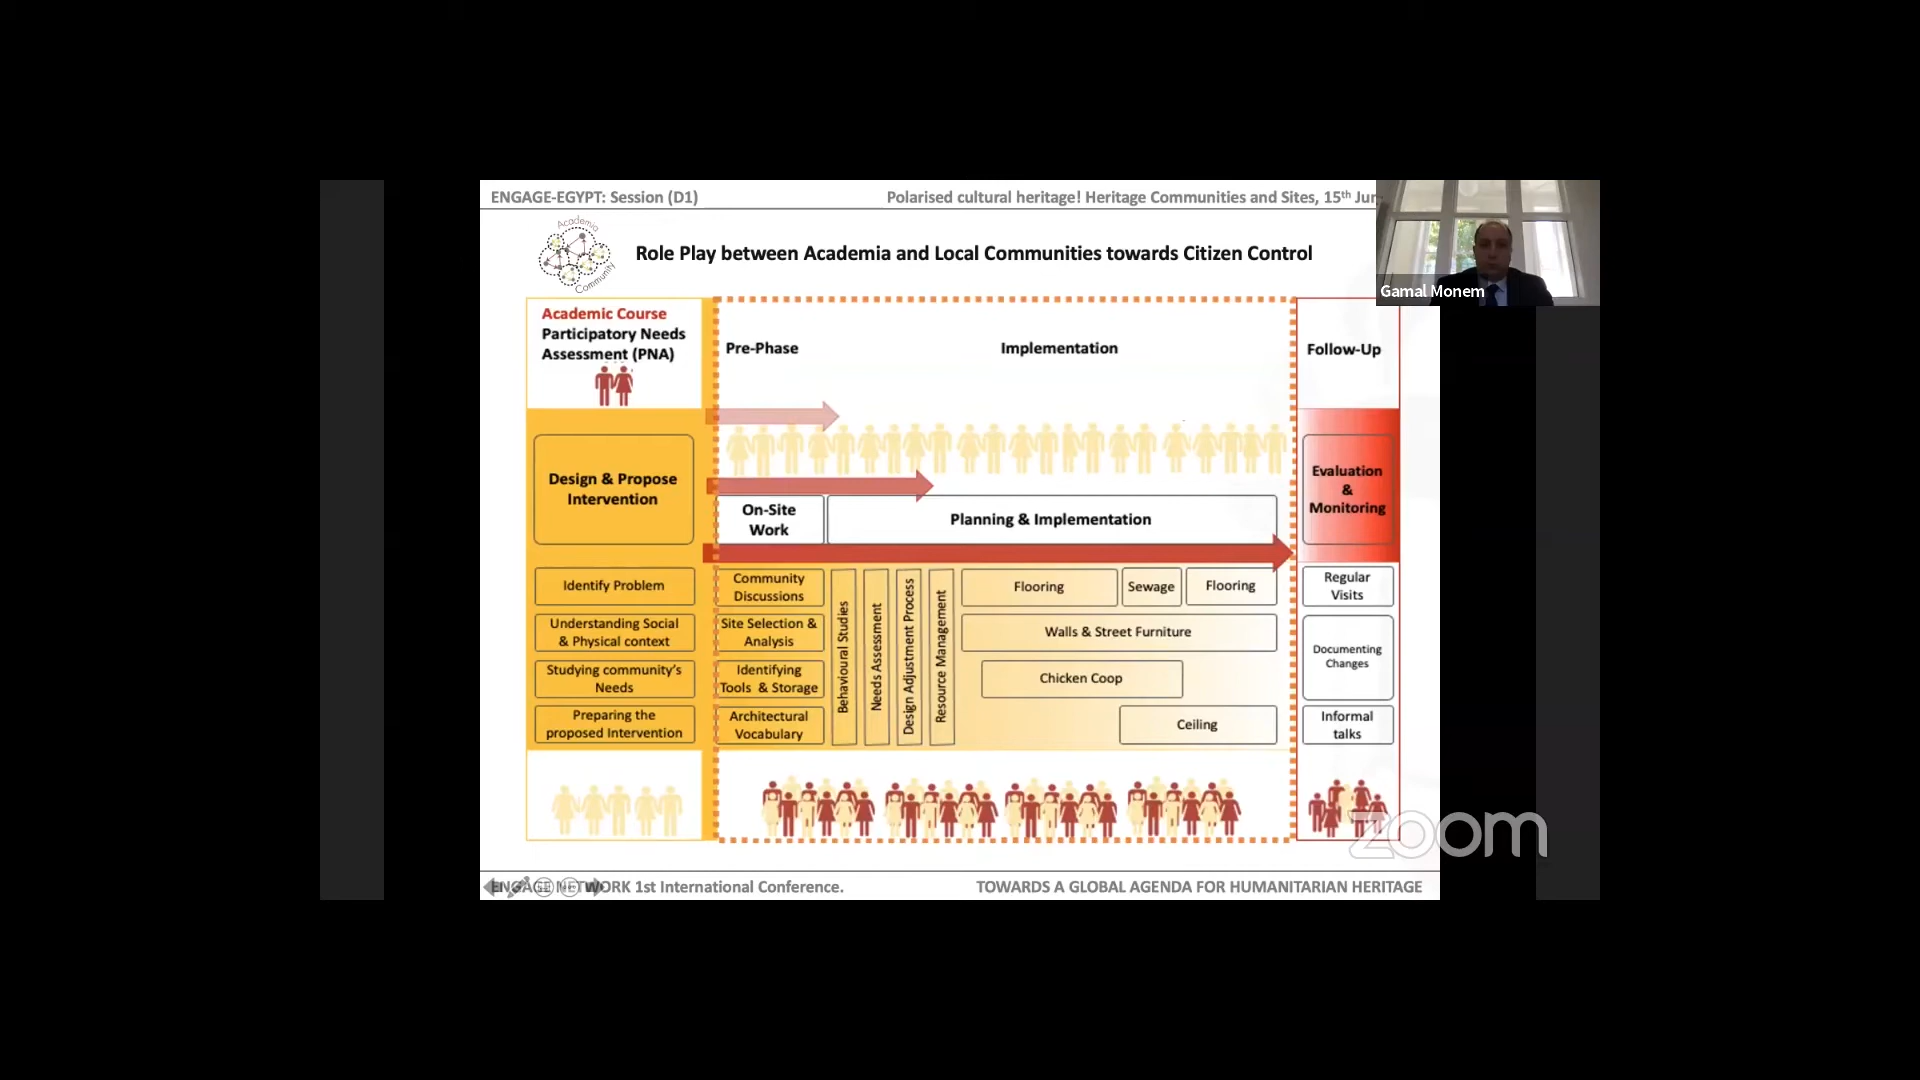 ENGAGE-EGYPT: Session (D1)
Polarised cultural heritage! Heritage Communities and Sites, 15th Jun
Academia
Community
Role Play between Academia and Local Communities towards Citizen Control
Gamal Monem
Academic Course
Participatory Needs
Assessment (PNA)
Pre-Phase
Implementation
Follow-Up
Design & Propose
Intervention
On-Site
Work
Planning & Implementation
Evaluation
&
Monitoring
Identify Problem
Understanding Social
& Physical context
Studying community's
Needs
Preparing the
proposed Intervention
Community
Discussions
Site Selection &
Analysis
Identifying
Tools & Storage
Architectural
Vocabulary
Behavioural Studies
Needs Assessment
Design Adjustment Process
Resource Management
Flooring
Sewage
Flooring
Walls & Street Furniture
Chicken Coop
Ceiling
Regular
Visits
Documenting
Changes
Informal
talks
zoom
ENGAGE NETWORK 1st International Conference.
TOWARDS A GLOBAL AGENDA FOR HUMANITARIAN HERITAGE